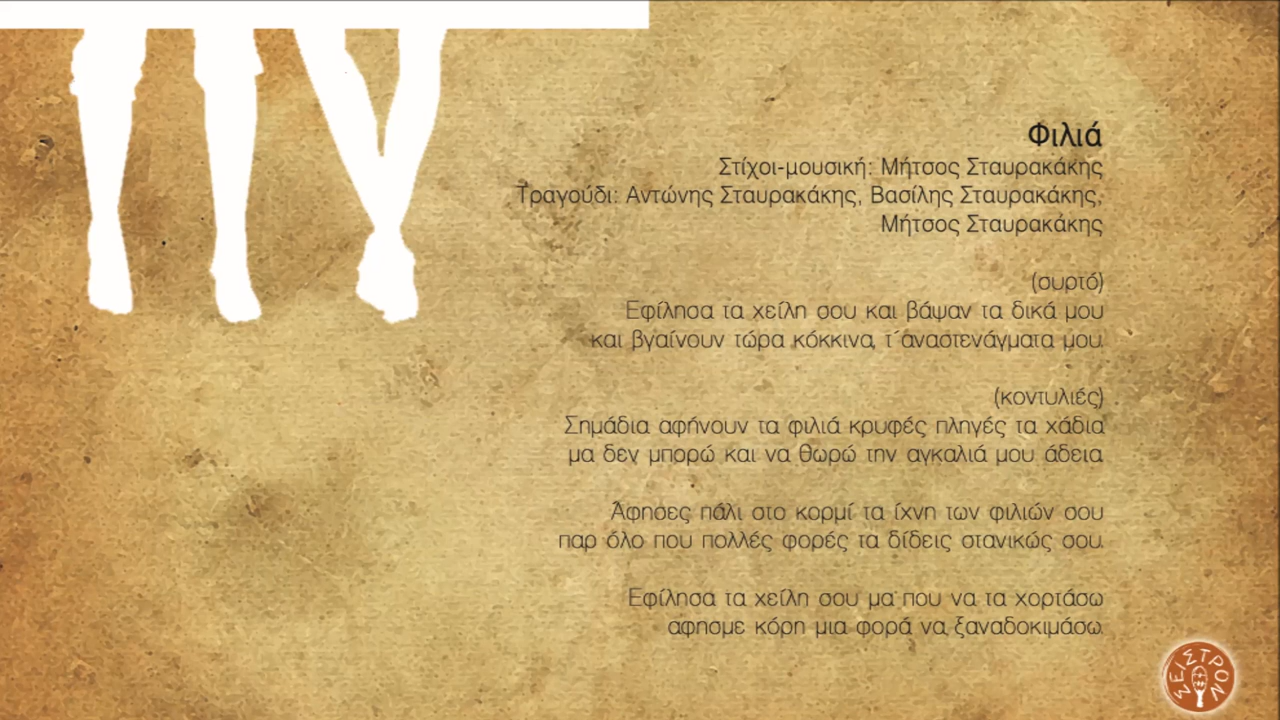 Φιλιά
Στίχοι-μουσική: Μήτσος Σταυρακάκης
Τραγούδι: Αντώνης Σταυρακάκης, Βασίλης Σταυρακάκης,
Μήτσος Σταυρακάκης
(συρτό)
Εφίλησα τα χείλη σου και βάψαν τα δικά μου
και βγαίνουν τώρα κόκκινα, τ΄αναστενάγματα μου.
(κοντυλιές)
Σημάδια αφήνουν τα φιλιά κρυφές πληγές τα χάδια
μα δεν μπορώ και να θωρώ την αγκαλιά μου άδεια.
Άφησες πάλι στο κορμί τα ίχνη των φιλιών σου
παρ όλο που πολλές φορές τα δίδεις στανικώς σου.
Εφίλησα τα χείλη σου μα που να τα χορτάσω
αφησμε κόρη μια φορά να ξαναδοκιμάσω.
ΣΕΙΣΤΡΟΝ